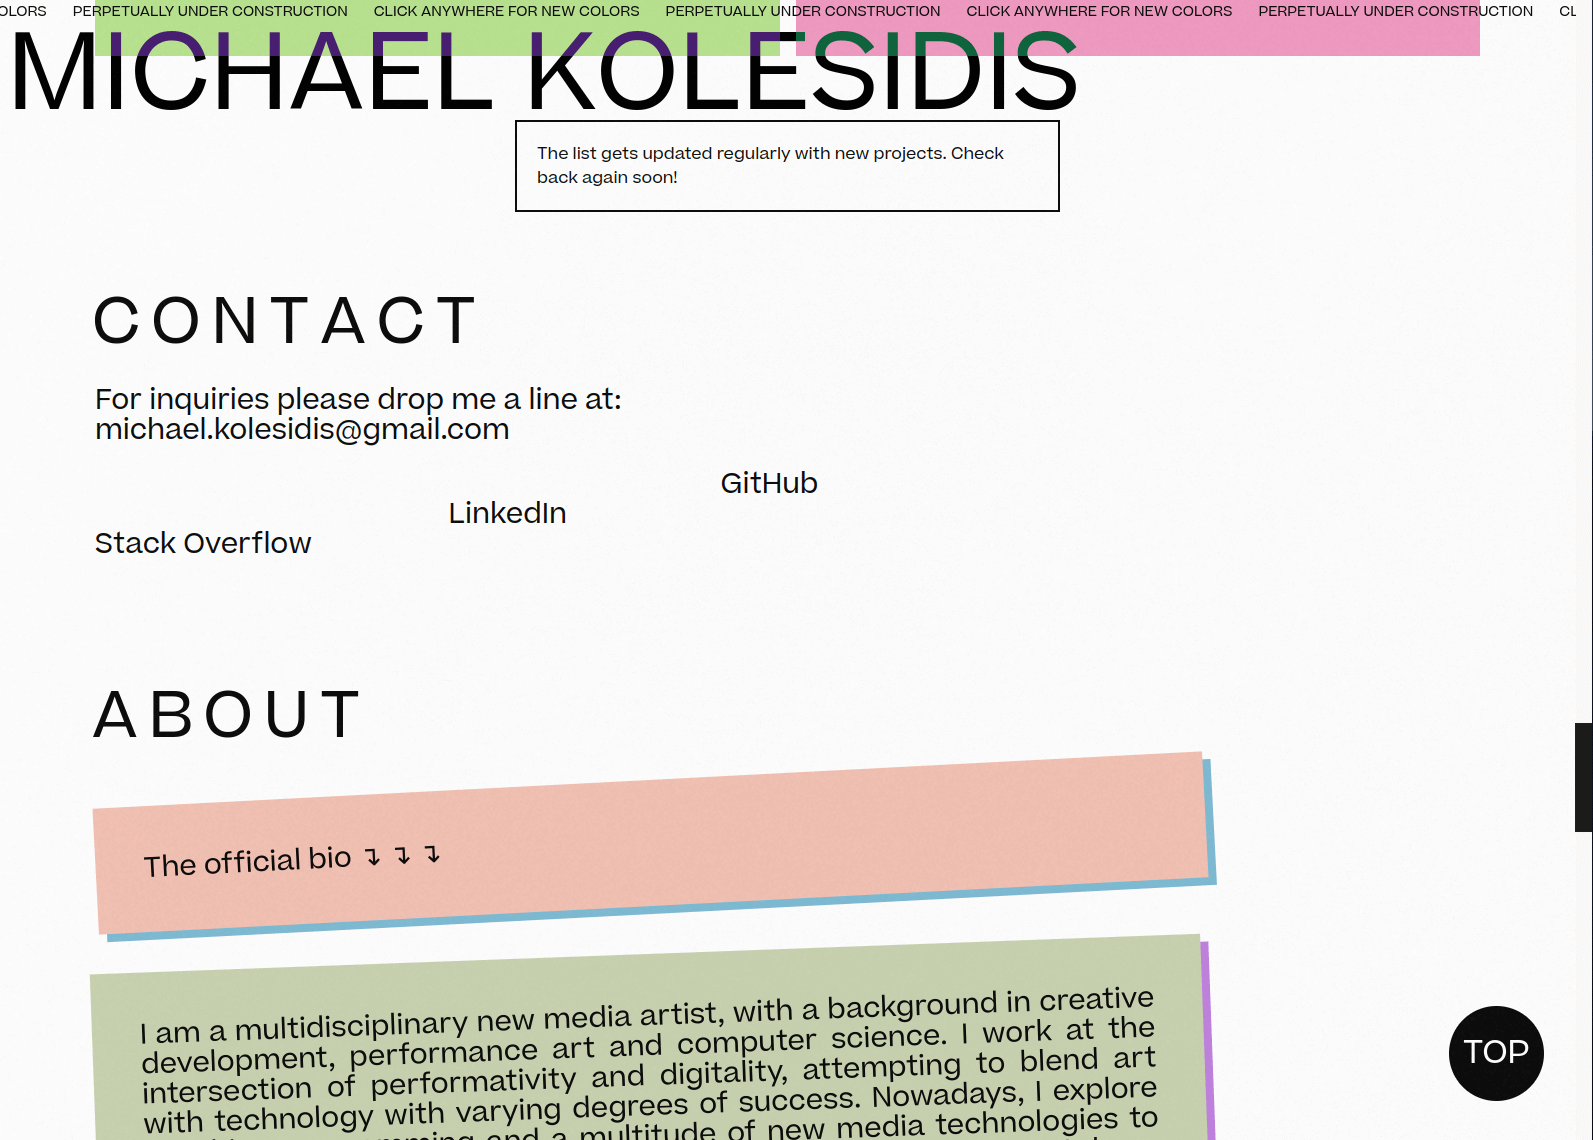 OLORS PERPETUALLY UNDER CONSTRUCTION CLICK ANYWHERE FOR NEW COLORS PERPETUALLY UNDER CONSTRUCTION CLICK ANYWHERE FOR NEW COLORS PERPETUALLY UNDER CONSTRUCTION CL
MICHAEL KOLESIDIS
The list gets updated regularly with new projects. Check
back again soon!
CONTACT
For inquiries please drop me a line at:
michael.kolesidis@gmail.com
GitHub
LinkedIn
Stack Overflow
ABOUT
The official bio ↴ ↴ ↴
I am a multidisciplinary new media artist, with a background in creative
development, performance art and computer science. I work at the
intersection of performativity and digitality, attempting to blend art
with technology with varying degrees of success. Nowadays, I explore
and a multitude of new media technologies to
TOP